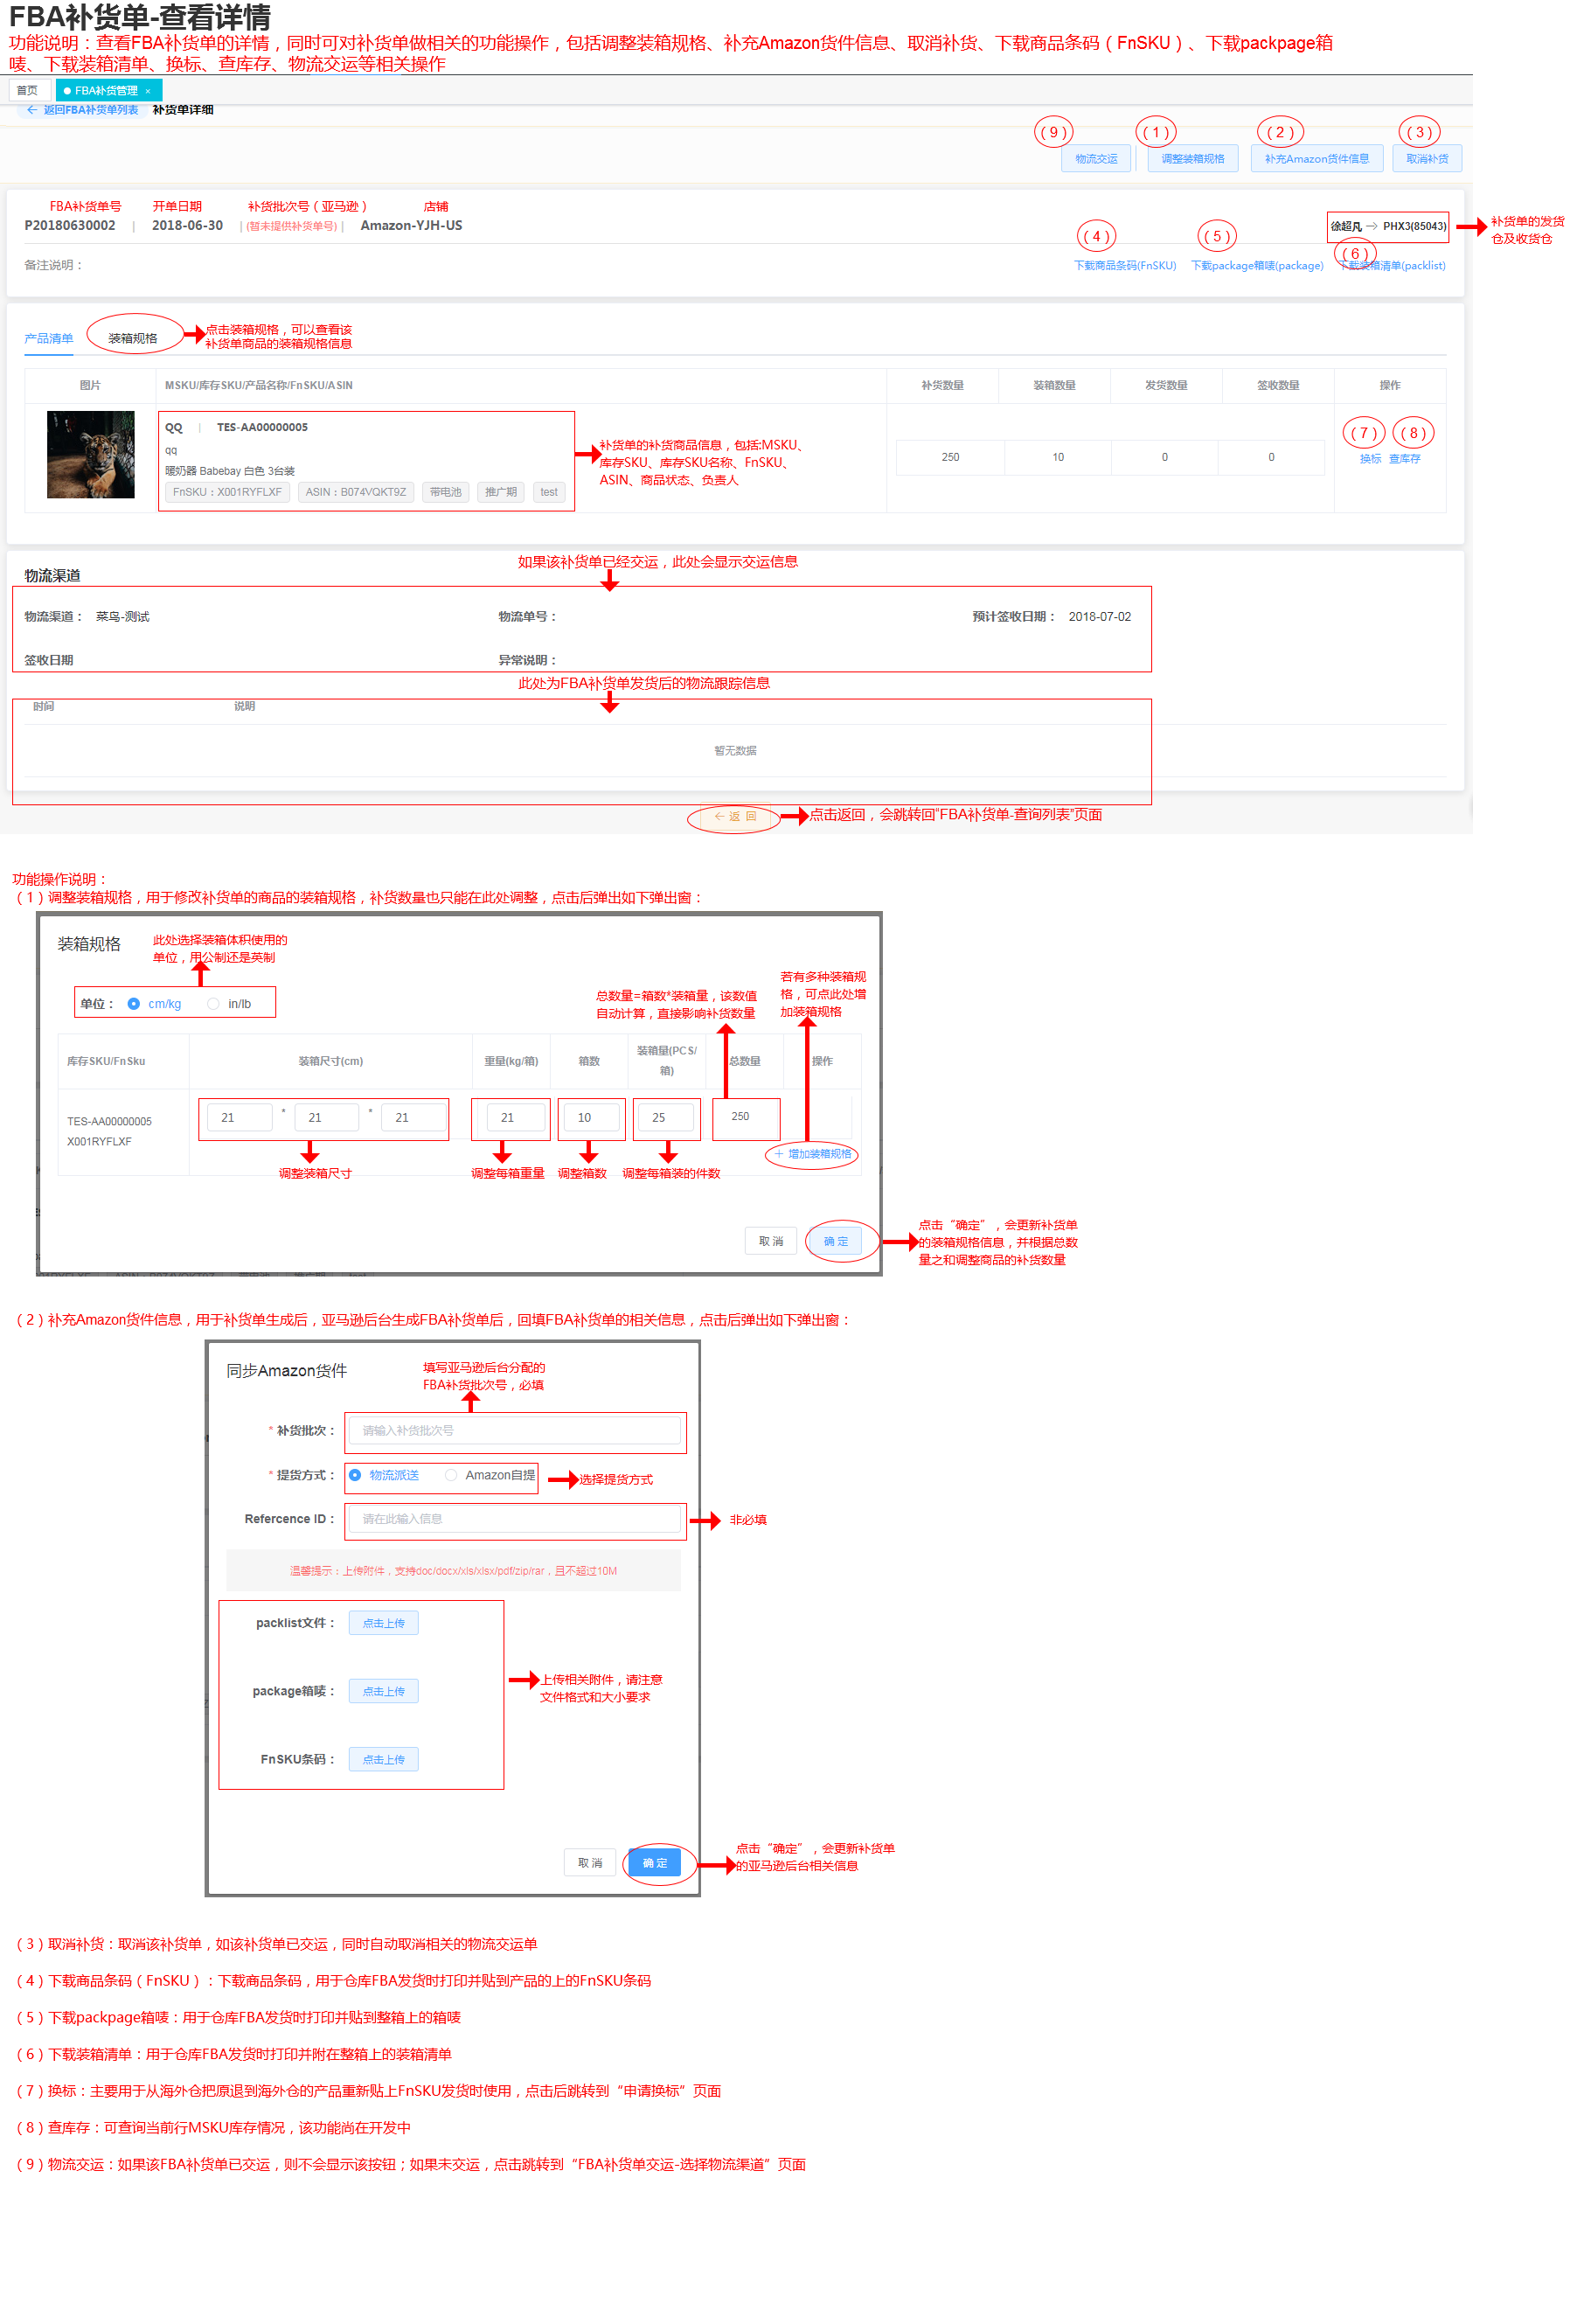 FBA补货单-查看详情
功能说明：查看FBA补货单的详情，同时可对补货单做相关的功能操作，包括调整装箱规格、补充Amazon货件信息、取消补货、下载商品条码（FnSKU）、下载packpage箱
唛、下载装箱清单、换标、查库存、物流交运等相关操作
首页
FBA补货管理 ×
返回FBA补货单列表 补货单详细
（9） （1） （2） （3）
物流交运 调整装箱规格 补充Amazon货件信息 取消补货
FBA补货单号 开单日期 补货批次号（亚马逊） 店铺
P20180630002 | 2018-06-30 | (暂未提供补货单号) | Amazon-YJH-US
徐超凡 → PHX3(85043)
补货单的发货
仓及收货仓
（4） （5） （6）
备注说明：
下载商品条码(FnSKU) 下载package箱唛(package) 下载装箱清单(packlist)
产品清单 装箱规格
点击装箱规格，可以查看该
补货单商品的装箱规格信息
图片 MSKU/库存SKU/产品名称/FnSKU/ASIN 补货数量 装箱数量 发货数量 签收数量 操作
QQ | TES-AA00000005
qq
暖奶器 Babebay 白色 3台装
FnSKU：X001RYFLXF ASIN：B074VQKT9Z 带电池 推广期 test
补货单的补货商品信息，包括:MSKU、
库存SKU、库存SKU名称、FnSKU、
ASIN、商品状态、负责人
250 10 0 0
（7） （8）
换标 查库存
如果该补货单已经交运，此处会显示交运信息
物流渠道
物流渠道： 菜鸟-测试 物流单号： 预计签收日期： 2018-07-02
签收日期 异常说明：
此处为FBA补货单发货后的物流跟踪信息
时间 说明
暂无数据
返 回
点击返回，会跳转回"FBA补货单-查询列表"页面
功能操作说明：
（1）调整装箱规格，用于修改补货单的商品的装箱规格，补货数量也只能在此处调整，点击后弹出如下弹出窗：
装箱规格
此处选择装箱体积使用的
单位，用公制还是英制
单位： cm/kg in/lb
总数量=箱数*装箱量，该数值
自动计算，直接影响补货数量
若有多种装箱规
格，可点此处增
加装箱规格
库存SKU/FnSku 装箱尺寸(cm) 重量(kg/箱) 箱数 装箱量(PCS/
箱) 总数量 操作
TES-AA00000005
X001RYFLXF
21 * 21 * 21 21 10 25 250
+ 增加装箱规格
调整装箱尺寸 调整每箱重量 调整箱数 调整每箱装的件数
取 消 确 定
点击“确定”，会更新补货单
的装箱规格信息，并根据总数
量之和调整商品的补货数量
（2）补充Amazon货件信息，用于补货单生成后，亚马逊后台生成FBA补货单后，回填FBA补货单的相关信息，点击后弹出如下弹出窗：
同步Amazon货件
填写亚马逊后台分配的
FBA补货批次号，必填
* 补货批次： 请输入补货批次号
* 提货方式： 物流派送 Amazon自提
选择提货方式
Refercence ID： 请在此输入信息
非必填
温馨提示：上传附件，支持doc/docx/xls/xlsx/pdf/zip/rar，且不超过10M
packlist文件： 点击上传
package箱唛： 点击上传
上传相关附件，请注意
文件格式和大小要求
FnSKU条码： 点击上传
取 消 确 定
点击“确定”，会更新补货单
的亚马逊后台相关信息
（3）取消补货：取消该补货单，如该补货单已交运，同时自动取消相关的物流交运单
（4）下载商品条码（FnSKU）：下载商品条码，用于仓库FBA发货时打印并贴到产品的上的FnSKU条码
（5）下载packpage箱唛：用于仓库FBA发货时打印并贴到整箱上的箱唛
（6）下载装箱清单：用于仓库FBA发货时打印并附在整箱上的装箱清单
（7）换标：主要用于从海外仓把原退到海外仓的产品重新贴上FnSKU发货时使用，点击后跳转到“申请换标”页面
（8）查库存：可查询当前行MSKU库存情况，该功能尚在开发中
（9）物流交运：如果该FBA补货单已交运，则不会显示该按钮；如果未交运，点击跳转到“FBA补货单交运-选择物流渠道”页面